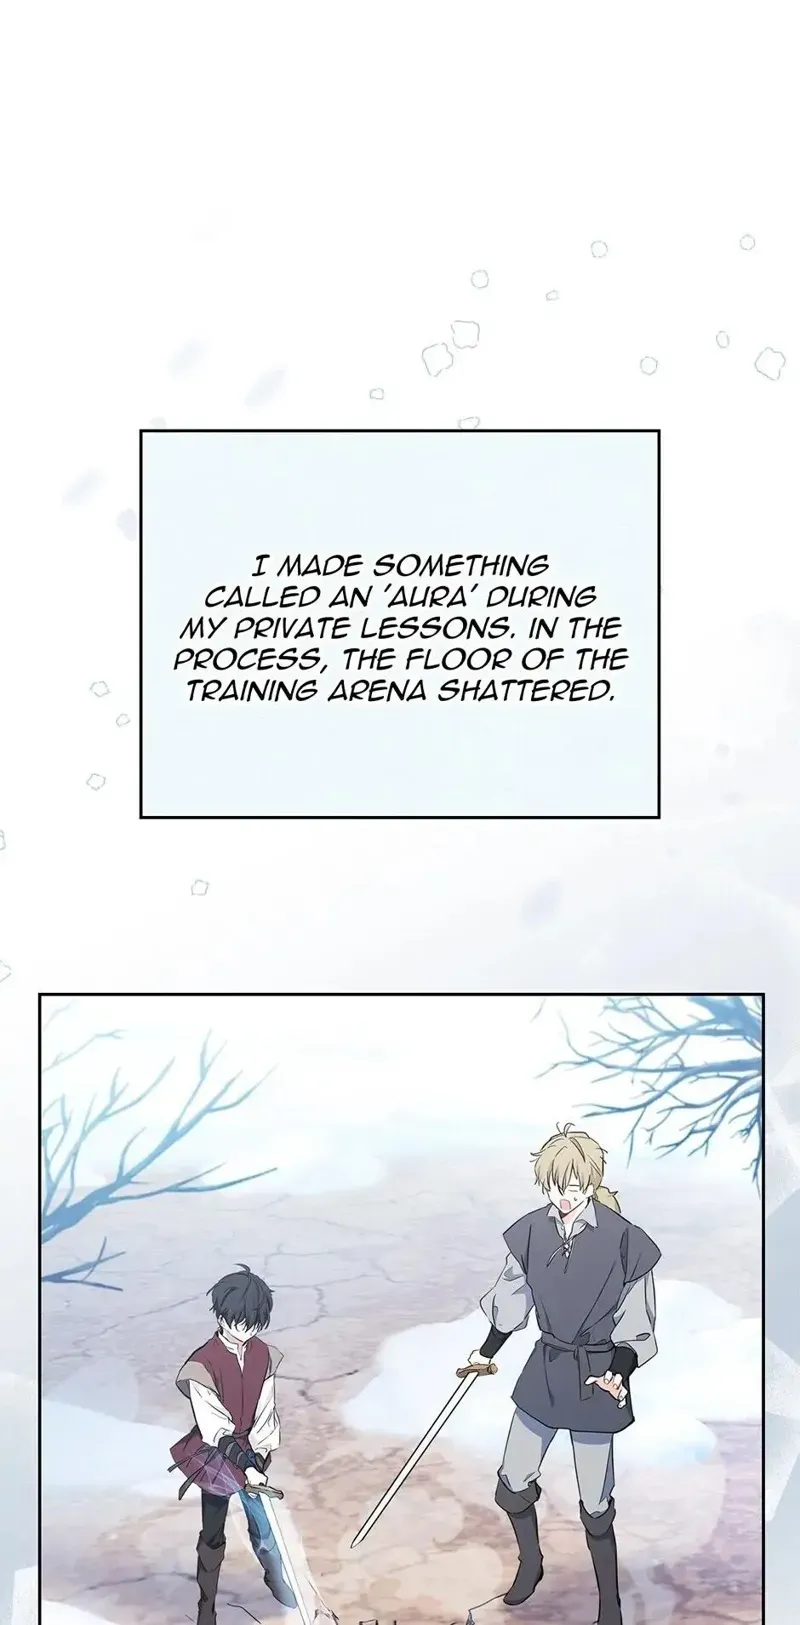 I MADE SOMETHING
CALLED AN 'AURA' DURING
MY PRIVATE LESSONS. IN THE
PROCESS, THE FLOOR OF THE
TRAINING ARENA SHATTERED.